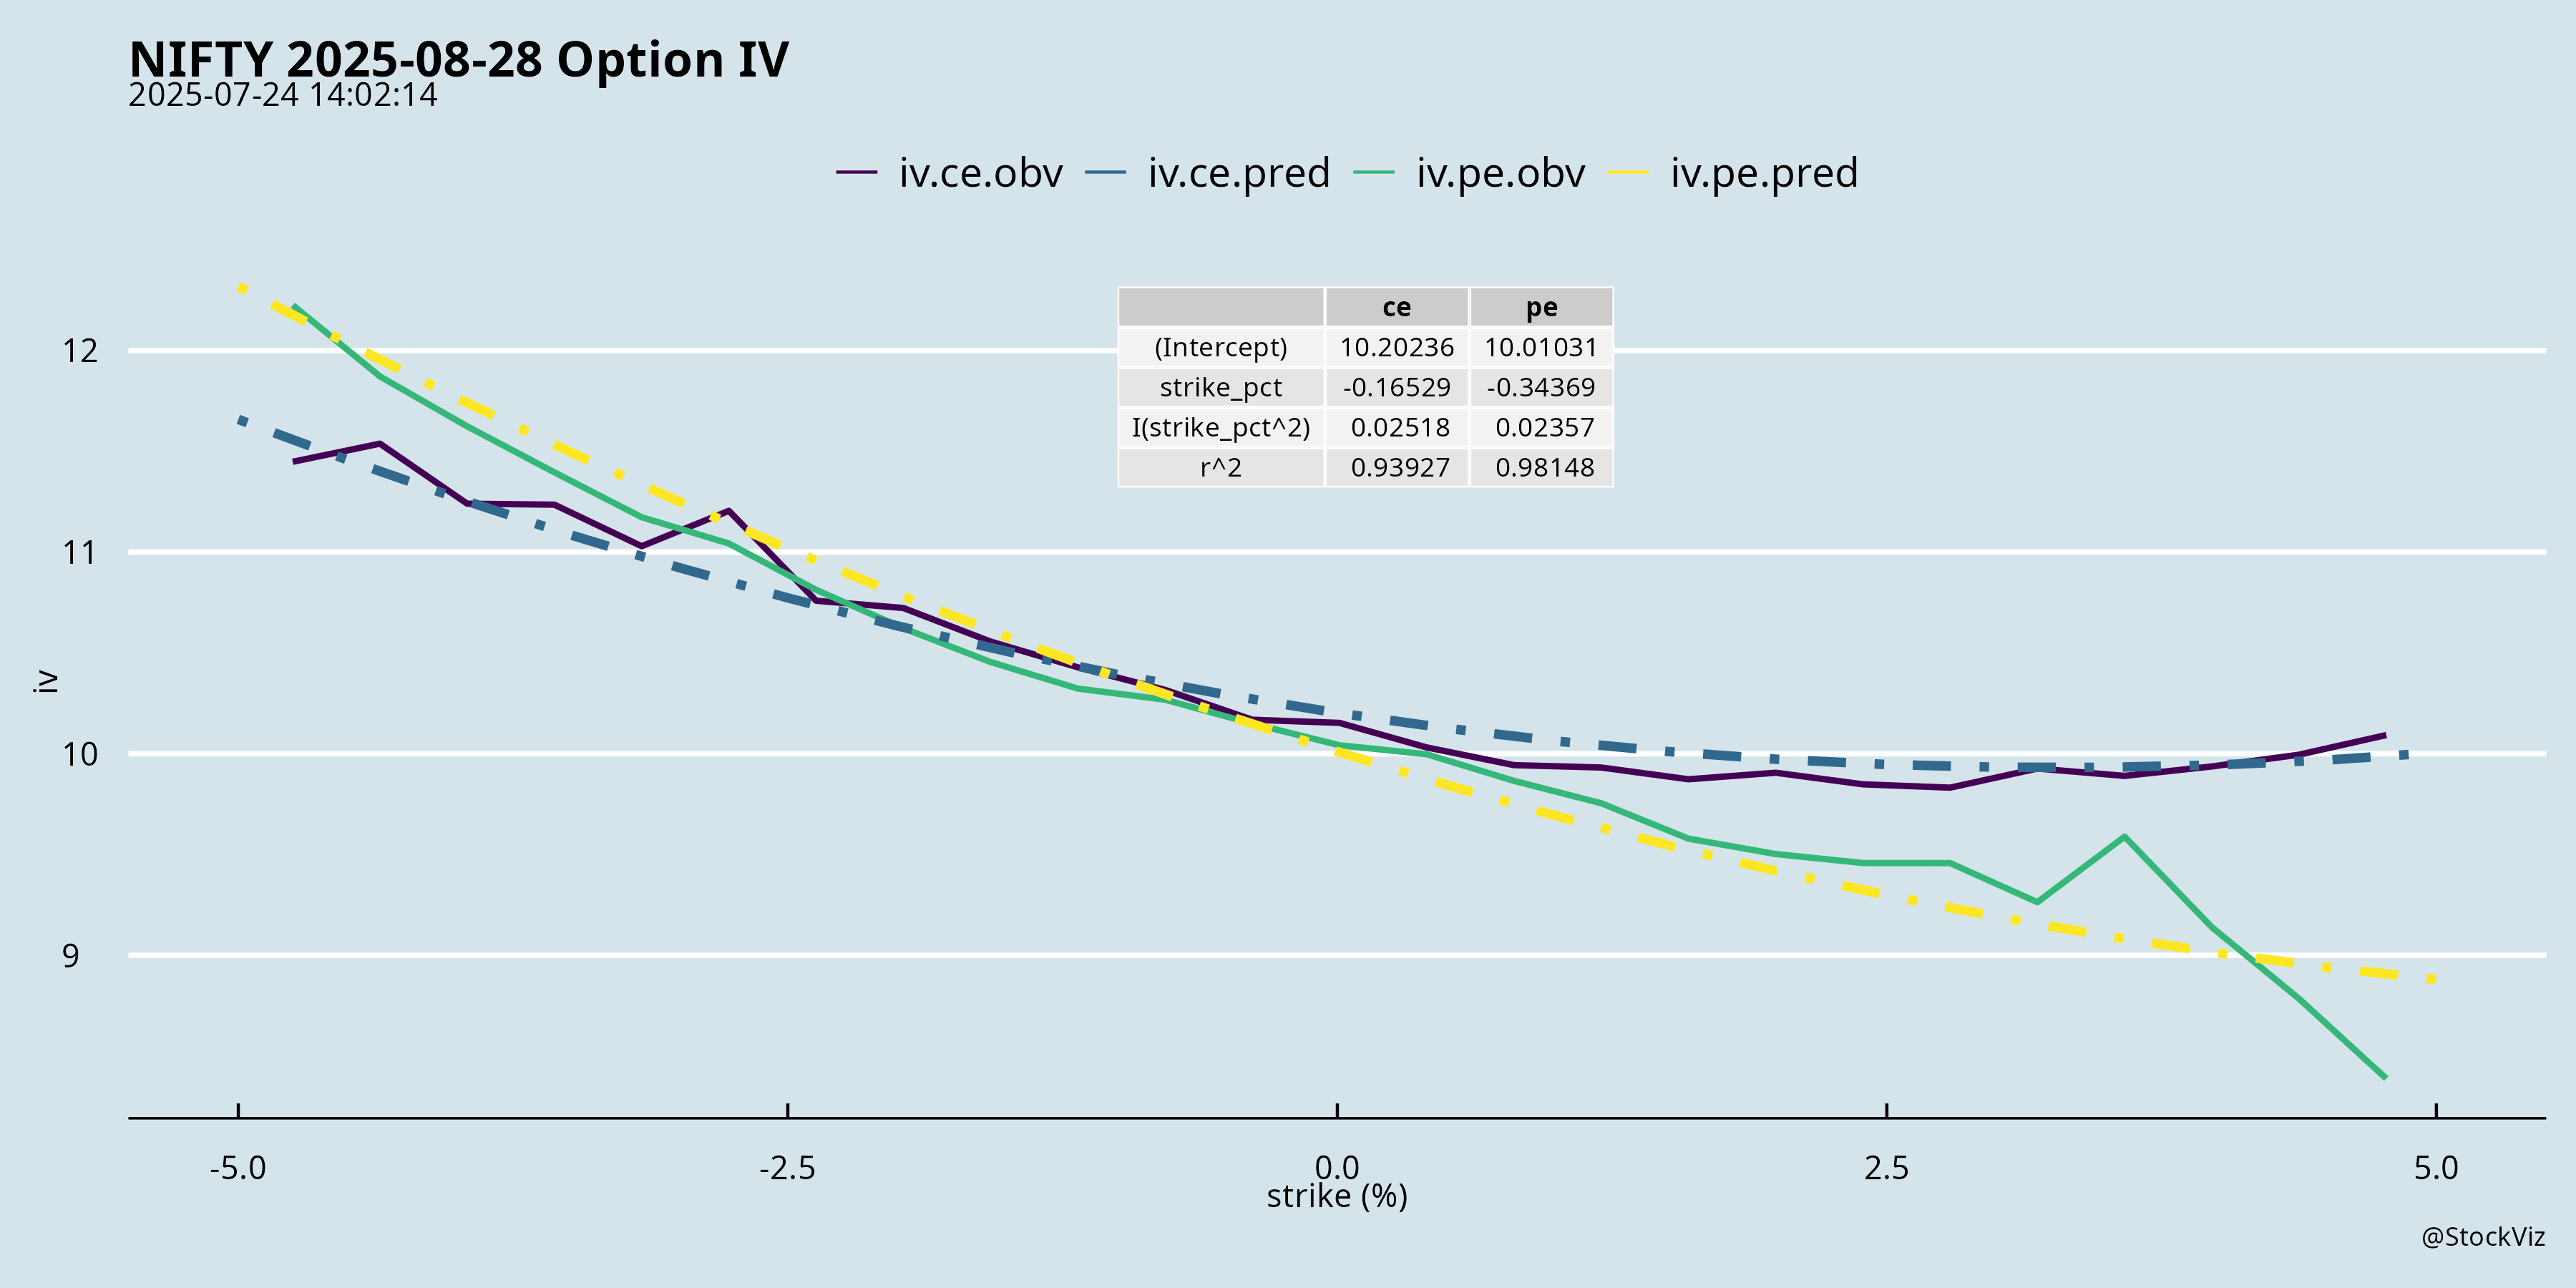 NIFTY 2025-08-28 Option IV
2025-07-24 14:02:14
iv.ce.obv iv.ce.pred iv.pe.obv iv.pe.pred
ce pe
(Intercept) 10.20236 10.01031
strike_pct -0.16529 -0.34369
I(strike_pct^2) 0.02518 0.02357
r^2 0.93927 0.98148
12
11
10
9
iv
-5.0 -2.5 0.0 2.5 5.0
strike (%)
@StockViz